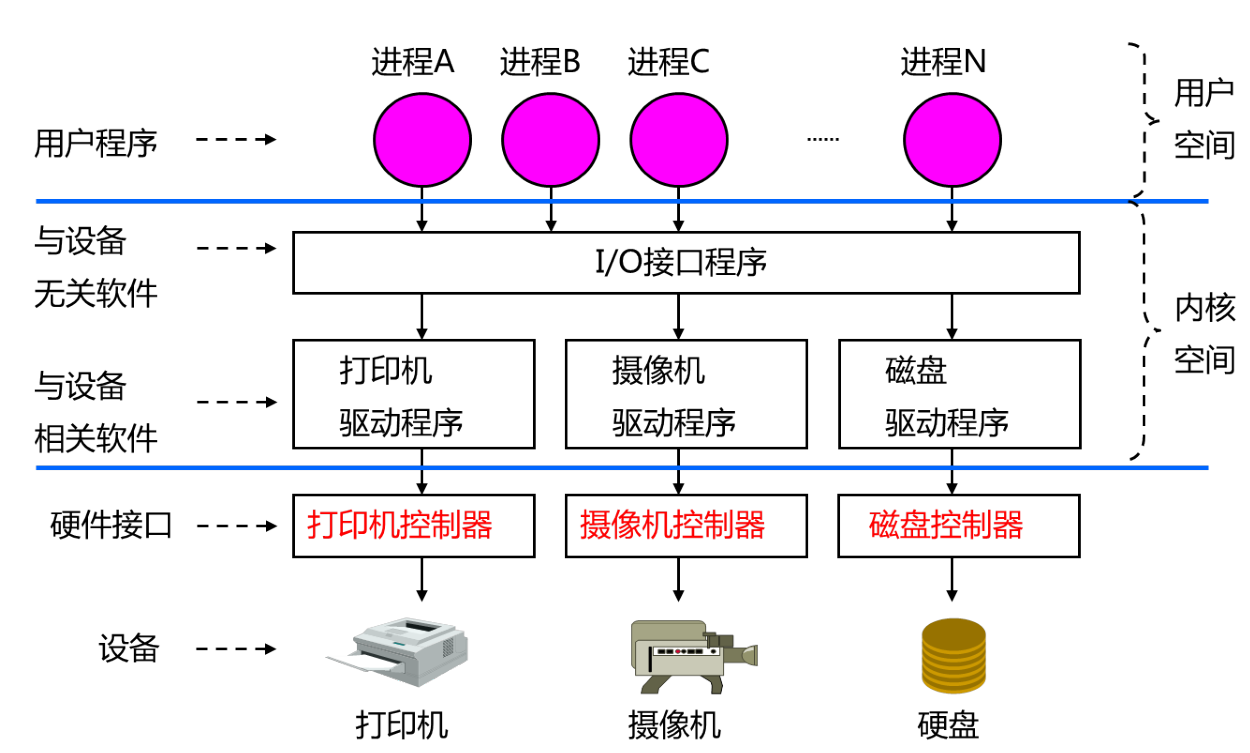 进程A
进程B
进程C
进程N
用户
空间
用户程序
······
与设备
无关软件
I/O接口程序
内核
空间
与设备
相关软件
打印机
驱动程序
摄像机
驱动程序
磁盘
驱动程序
硬件接口
打印机控制器
摄像机控制器
磁盘控制器
设备
打印机
摄像机
硬盘